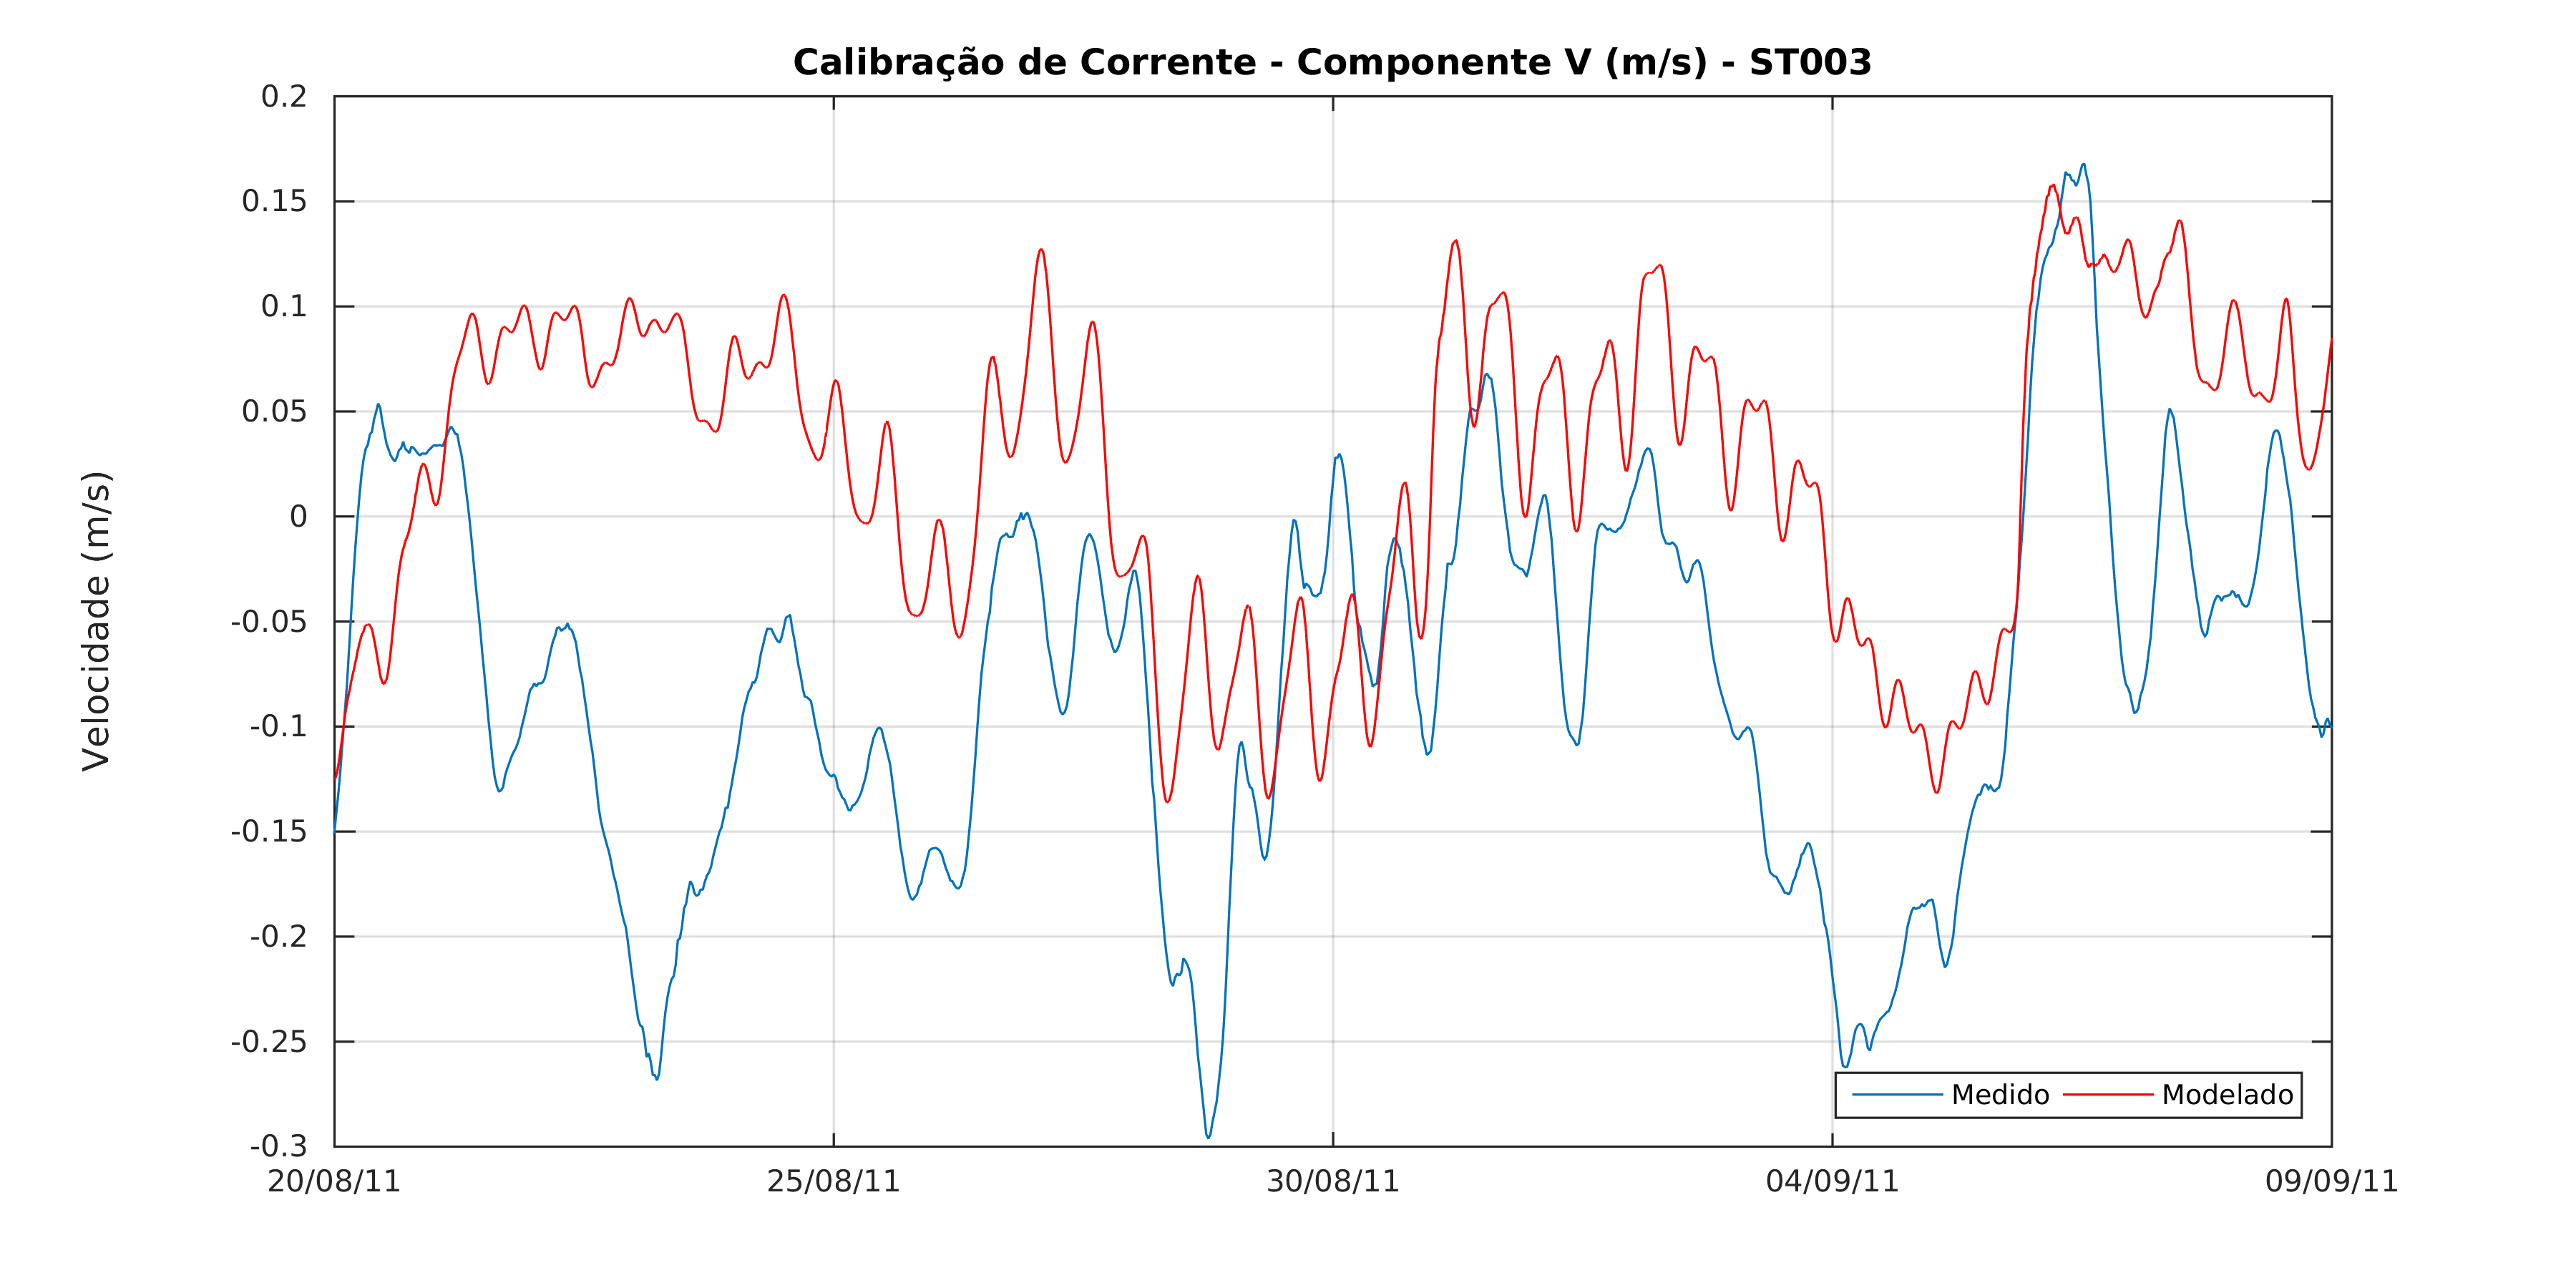 Calibração de Corrente - Componente V (m/s) - ST003
Velocidade (m/s)
0.2
0.15
0.1
0.05
0
-0.05
-0.1
-0.15
-0.2
-0.25
-0.3
20/08/11 25/08/11 30/08/11 04/09/11 09/09/11
Medido Modelado